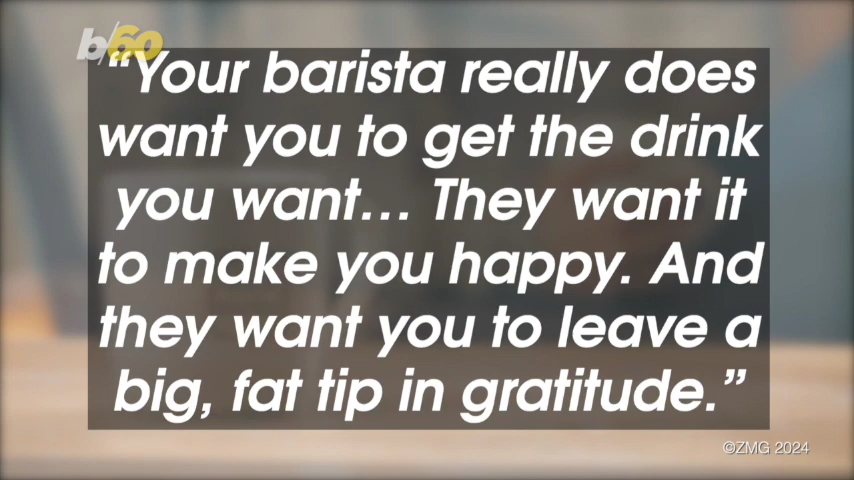 b/60
“Your barista really does
want you to get the drink
you want... They want it
to make you happy. And
they want you to leave a
big, fat tip in gratitude.”
©ZMG 2024